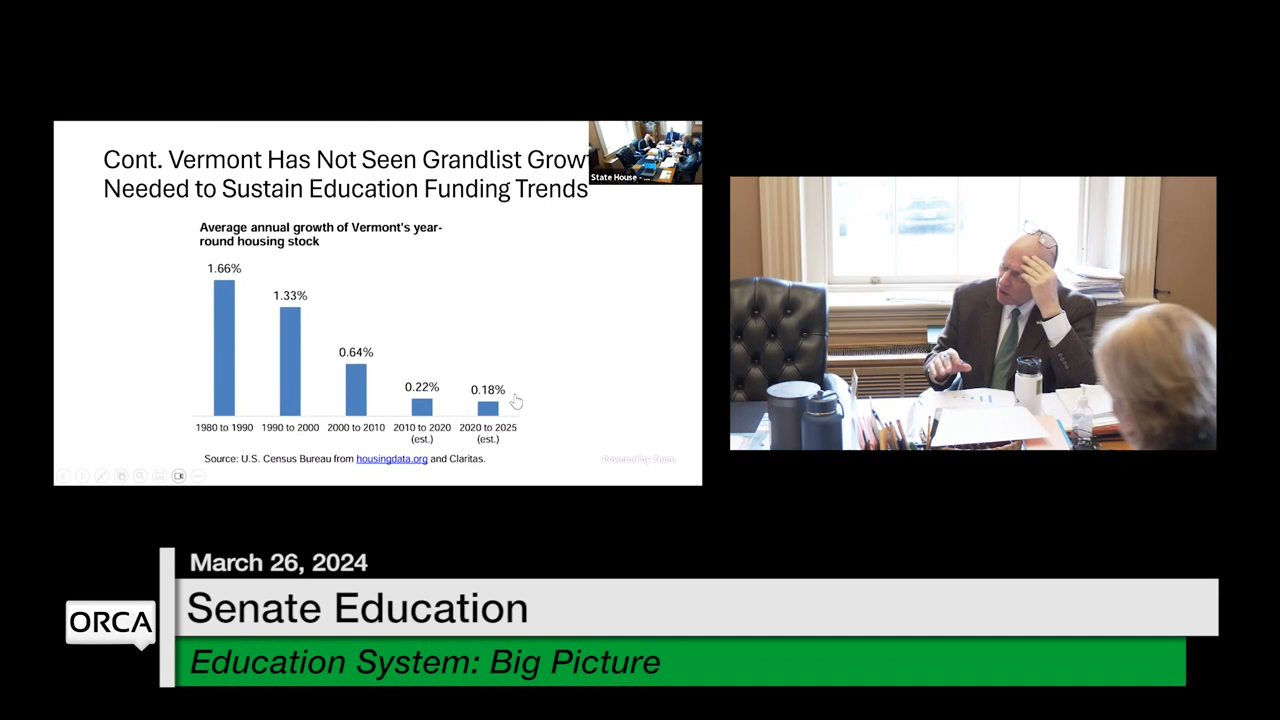 Cont. Vermont Has Not Seen Grandlist Grow
Needed to Sustain Education Funding Trends
State House - ...
Average annual growth of Vermont's year-
round housing stock
1.66%
1.33%
0.64%
0.22%
0.18%
1980 to 1990 1990 to 2000 2000 to 2010 2010 to 2020 2020 to 2025
(est.) (est.)
Source: U.S. Census Bureau from housingdata.org and Claritas.
Powered by Zoom
March 26, 2024
ORCA
Senate Education
Education System: Big Picture